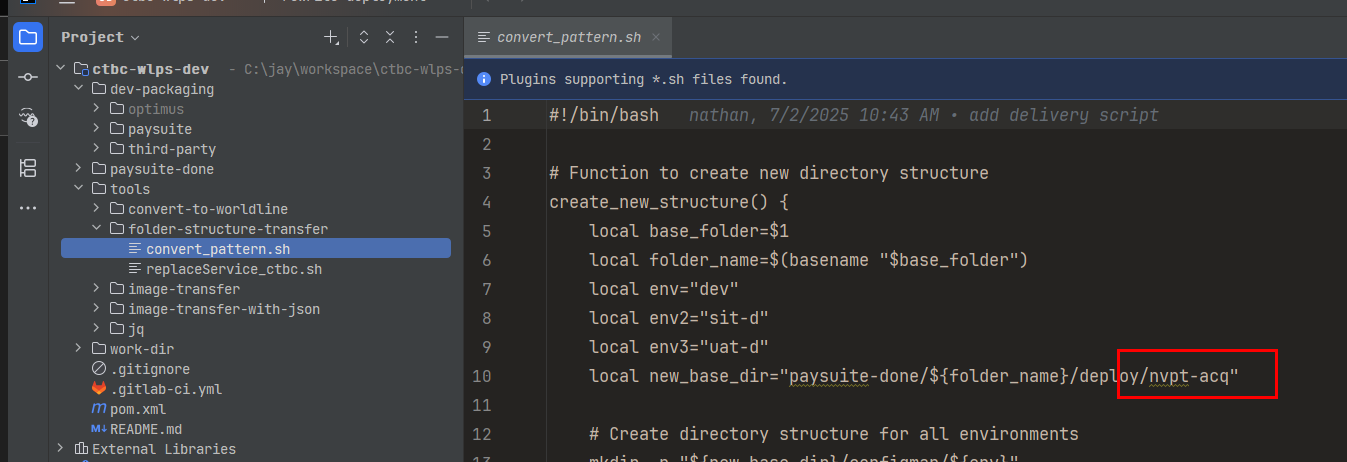 Project
ctbc-wlps-dev - C:\jay\workspace\ctbc-wlps-
dev-packaging
optimus
paysuite
third-party
paysuite-done
tools
convert-to-worldline
folder-structure-transfer
convert_pattern.sh
replaceService_ctbc.sh
image-transfer
image-transfer-with-json
jq
work-dir
.gitignore
.gitlab-ci.yml
pom.xml
README.md
External Libraries
convert_pattern.sh
Plugins supporting *.sh files found.
1 #!/bin/bash nathan, 7/2/2025 10:43 AM • add delivery script
2
3 # Function to create new directory structure
4 create_new_structure() {
5 local base_folder=$1
6 local folder_name=$(basename "$base_folder")
7 local env="dev"
8 local env2="sit-d"
9 local env3="uat-d"
10 local new_base_dir="paysuite-done/${folder_name}/deploy/nvpt-acq"
11
12 # Create directory structure for all environments
13 mkdir -p "${new_base_dir}/configmap/${env}"